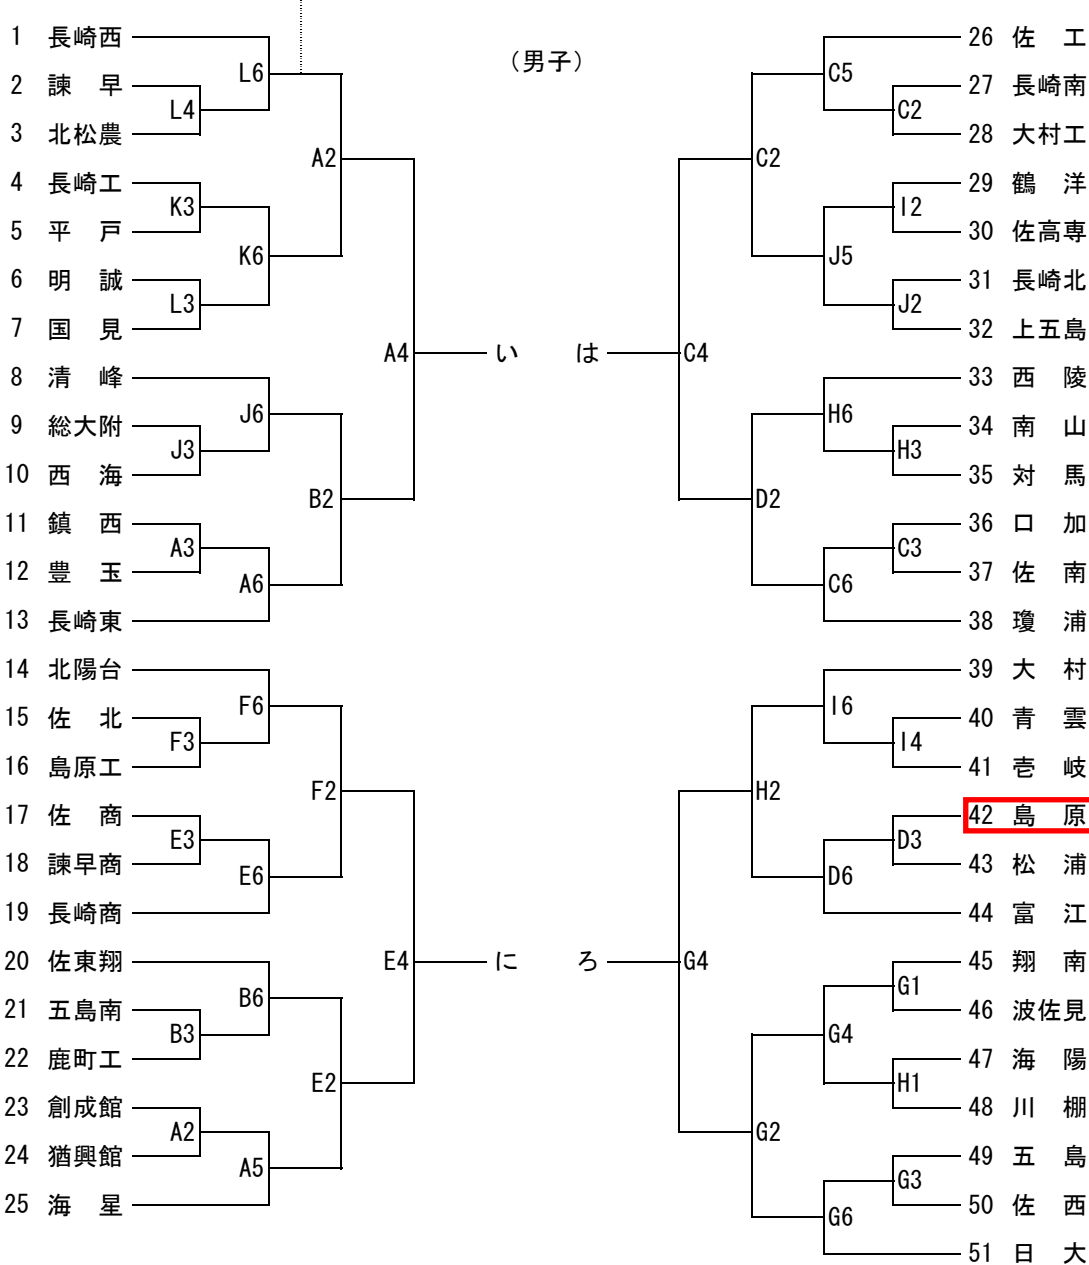 （男子）
1 長崎西
2 諫 早
3 北松農
4 長崎工
5 平 戸
6 明 誠
7 国 見
8 清 峰
9 総大附
10 西 海
11 鎮 西
12 豊 玉
13 長崎東
14 北陽台
15 佐 北
16 島原工
17 佐 商
18 諫早商
19 長崎商
20 佐東翔
21 五島南
22 鹿町工
23 創成館
24 猶興館
25 海 星
L6
L4
K3
K6
L3
A2
J6
J3
A3
A6
B2
A4
F6
F3
E3
E6
F2
B6
B3
A2
A5
E2
E4
い
は
に
ろ
C4
C2
C5
C2
I2
J5
J2
D2
H6
H3
C3
C6
G4
H2
I6
I4
D3
D6
G1
G4
H1
G2
G3
G6
26 佐 工
27 長崎南
28 大村工
29 鶴 洋
30 佐高専
31 長崎北
32 上五島
33 西 陵
34 南 山
35 対 馬
36 口 加
37 佐 南
38 瓊 浦
39 大 村
40 青 雲
41 壱 岐
42 島 原
43 松 浦
44 富 江
45 翔 南
46 波佐見
47 海 陽
48 川 棚
49 五 島
50 佐 西
51 日 大